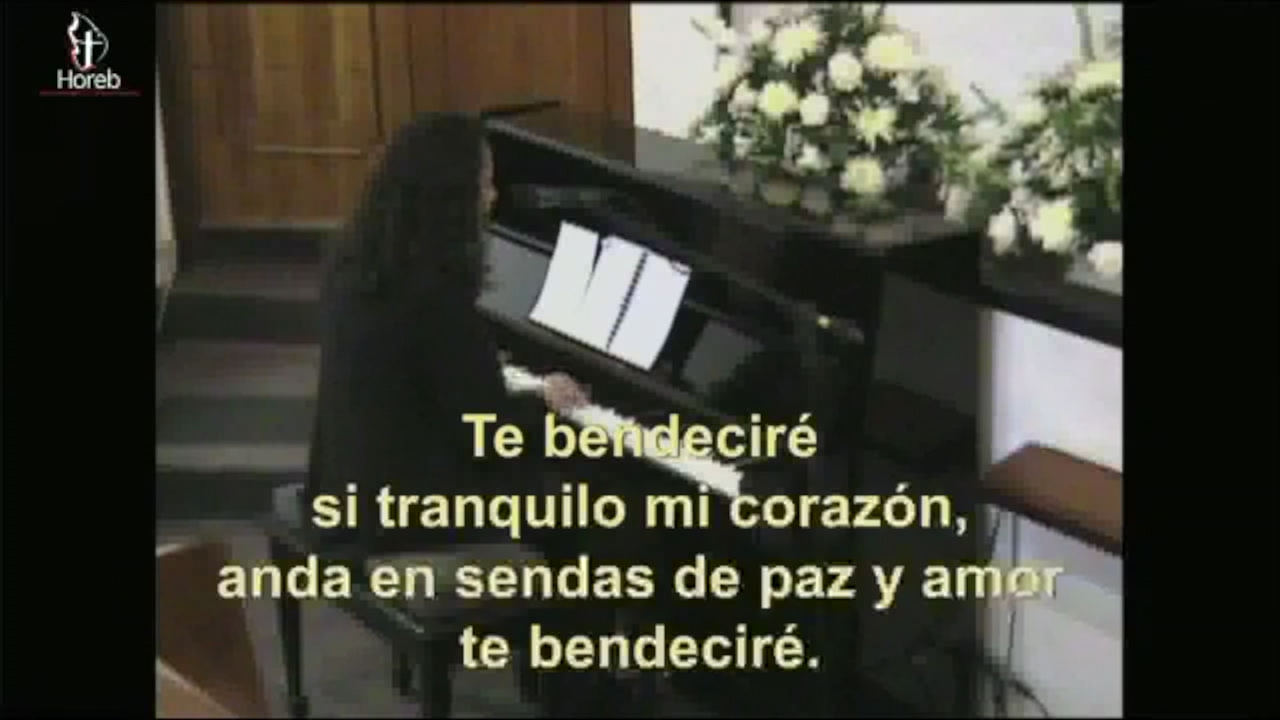 Horeb
Te bendeciré
si tranquilo mi corazón,
anda en sendas de paz y amor
te bendeciré.